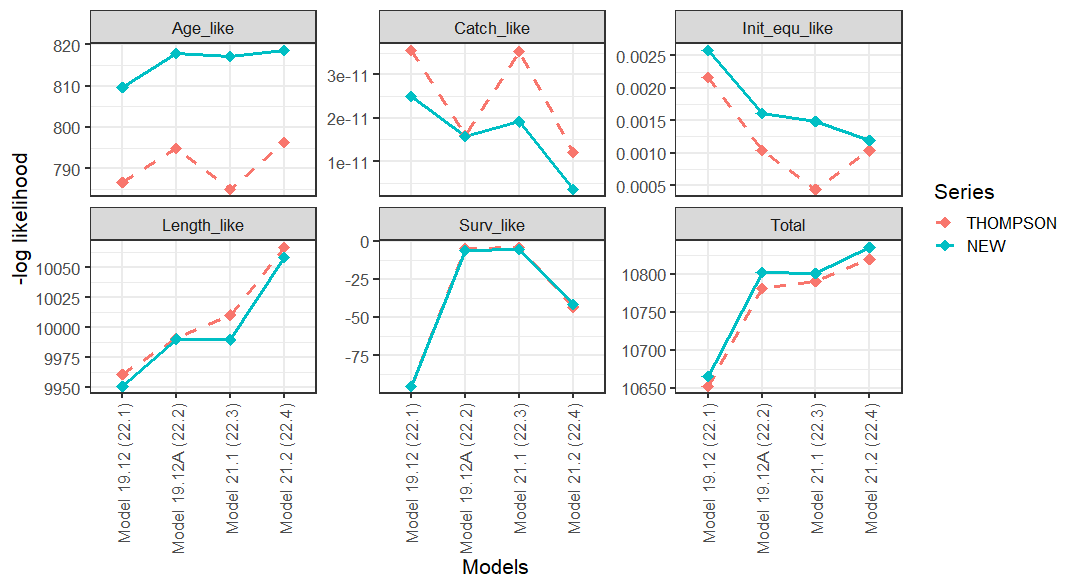 Age_like
Catch_like
Init_equ_like
820
810
800
790
3e-11
2e-11
1e-11
0.0025
0.0020
0.0015
0.0010
0.0005
Length_like
Surv_like
Total
10050
10025
10000
9975
9950
0
-25
-50
-75
10800
10750
10700
10650
-log likelihood
Model 19.12 (22.1)
Model 19.12A (22.2)
Model 21.1 (22.3)
Model 21.2 (22.4)
Model 19.12 (22.1)
Model 19.12A (22.2)
Model 21.1 (22.3)
Model 21.2 (22.4)
Model 19.12 (22.1)
Model 19.12A (22.2)
Model 21.1 (22.3)
Model 21.2 (22.4)
Models
Series
THOMPSON
NEW